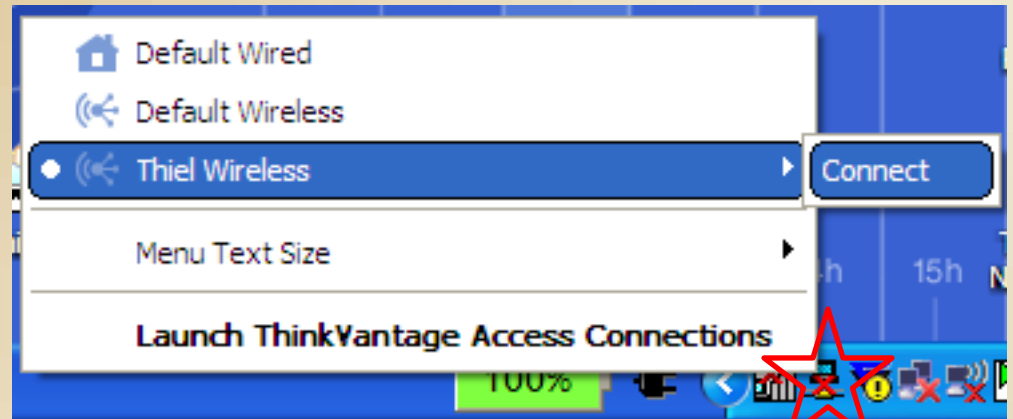 Default Wired
Default Wireless
Thiel Wireless
Connect
Menu Text Size
15h
Launch ThinkVantage Access Connections
100%